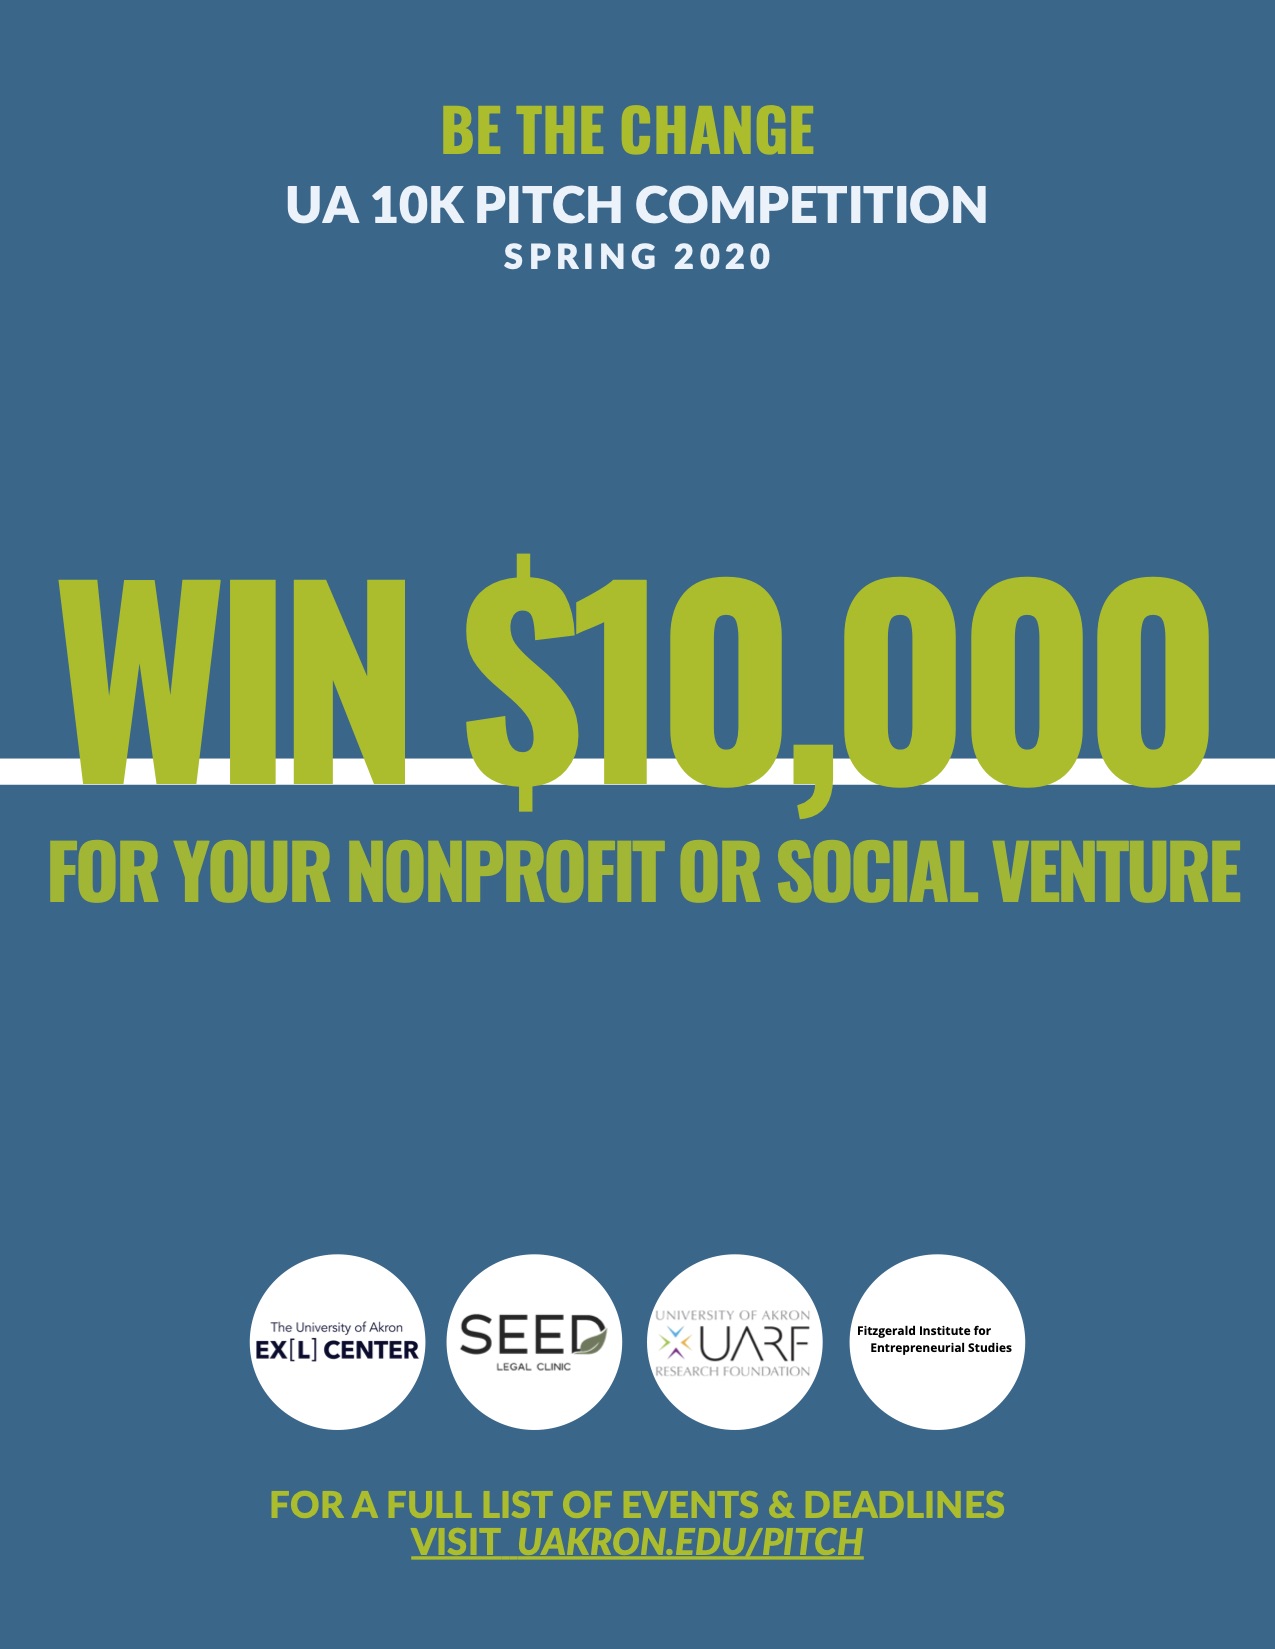 BE THE CHANGE
UA 10K PITCH COMPETITION
SPRING 2020
WIN $10,000
FOR YOUR NONPROFIT OR SOCIAL VENTURE
The University of Akron
EX[L] CENTER
SEED
LEGAL CLINIC
UNIVERSITY OF AKRON
UARF
RESEARCH FOUNDATION
Fitzgerald Institute for
Entrepreneurial Studies
FOR A FULL LIST OF EVENTS & DEADLINES
VISIT UAKRON.EDU/PITCH